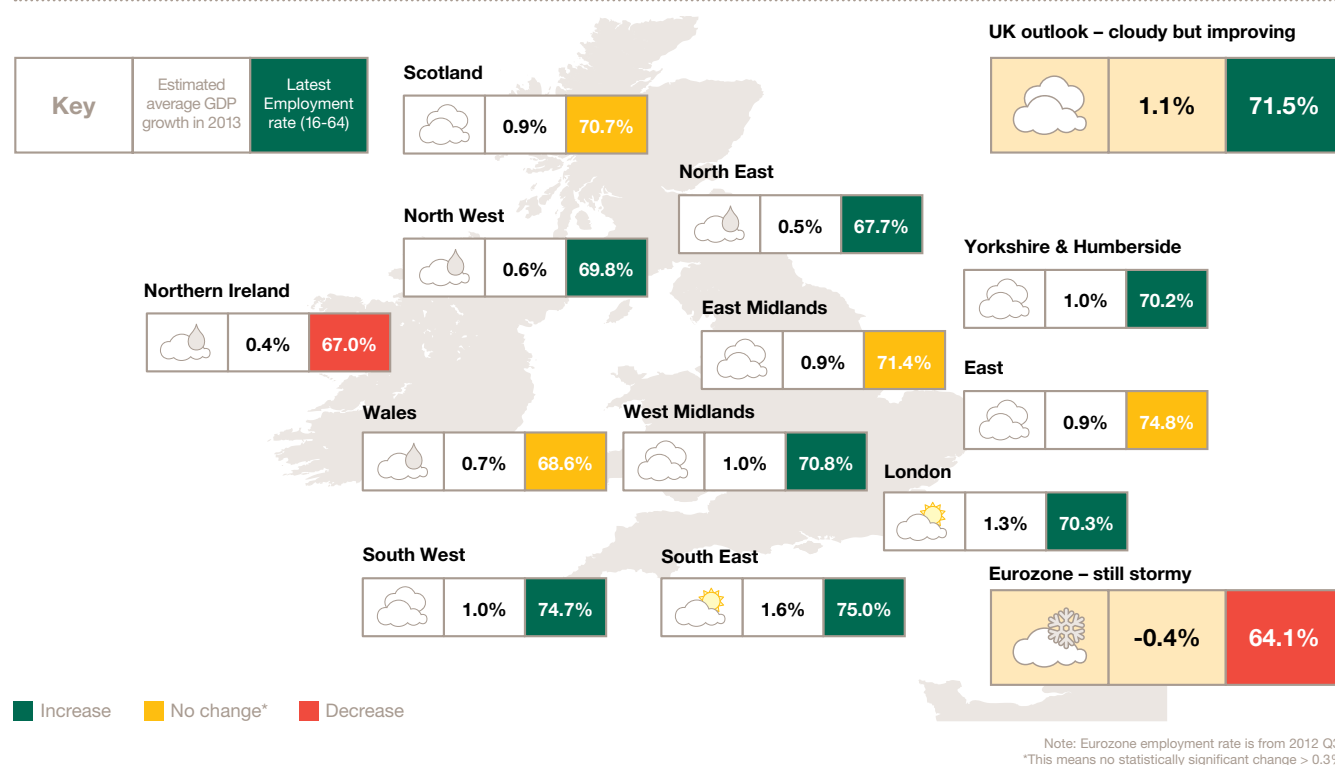 UK outlook – cloudy but improving
1.1% 71.5%
Key
Estimated
average GDP
growth in 2013
Latest
Employment
rate (16-64)
Scotland
0.9% 70.7%
North East
0.5% 67.7%
North West
0.6% 69.8%
Yorkshire & Humberside
1.0% 70.2%
Northern Ireland
0.4% 67.0%
East Midlands
0.9% 71.4%
East
0.9% 74.8%
Wales
0.7% 68.6%
West Midlands
1.0% 70.8%
London
1.3% 70.3%
South West
1.0% 74.7%
South East
1.6% 75.0%
Eurozone – still stormy
-0.4% 64.1%
Increase No change* Decrease
Note: Eurozone employment rate is from 2012 Q3
*This means no statistically significant change > 0.3%